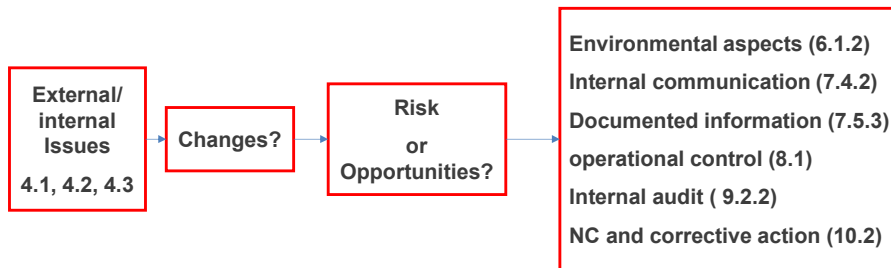 External/
internal
Issues
4.1, 4.2, 4.3
Changes?
Risk
or
Opportunities?
Environmental aspects (6.1.2)
Internal communication (7.4.2)
Documented information (7.5.3)
operational control (8.1)
Internal audit ( 9.2.2)
NC and corrective action (10.2)